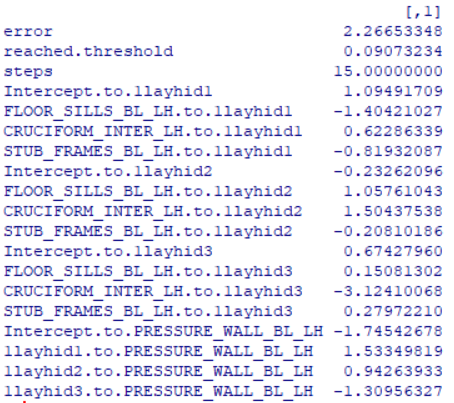 [,1]
error 2.26653348
reached.threshold 0.09073234
steps 15.00000000
Intercept.to.1layhid1 1.09491709
FLOOR_SILLS_BL_LH.to.1layhid1 -1.40421027
CRUCIFORM_INTER_LH.to.1layhid1 0.62286339
STUB_FRAMES_BL_LH.to.1layhid1 -0.81932087
Intercept.to.1layhid2 -0.23262096
FLOOR_SILLS_BL_LH.to.1layhid2 1.05761043
CRUCIFORM_INTER_LH.to.1layhid2 1.50437538
STUB_FRAMES_BL_LH.to.1layhid2 -0.20810186
Intercept.to.1layhid3 0.67427960
FLOOR_SILLS_BL_LH.to.1layhid3 0.15081302
CRUCIFORM_INTER_LH.to.1layhid3 -3.12410068
STUB_FRAMES_BL_LH.to.1layhid3 0.27972210
Intercept.to.PRESSURE_WALL_BL_LH -1.74542678
1layhid1.to.PRESSURE_WALL_BL_LH 1.53349819
1layhid2.to.PRESSURE_WALL_BL_LH 0.94263933
1layhid3.to.PRESSURE_WALL_BL_LH -1.30956327